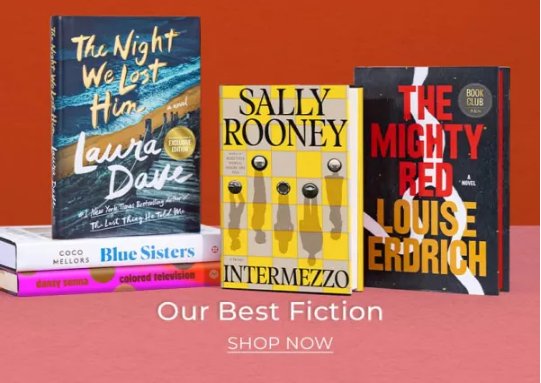 The Night
We Lost
Him
a novel
EXCLUSIVE
EDITION
Laura
Dave
#1 New York Times Bestselling Author of
The Last Thing He Told Me
COCO
MELLORS
Blue Sisters
danzy senna
colored television
SALLY
ROONEY
INTERMEZZO
THE
MIGHTY
RED
BOOK
CLUB
A NOVEL
LOUISE
ERDRICH
Our Best Fiction
SHOP NOW